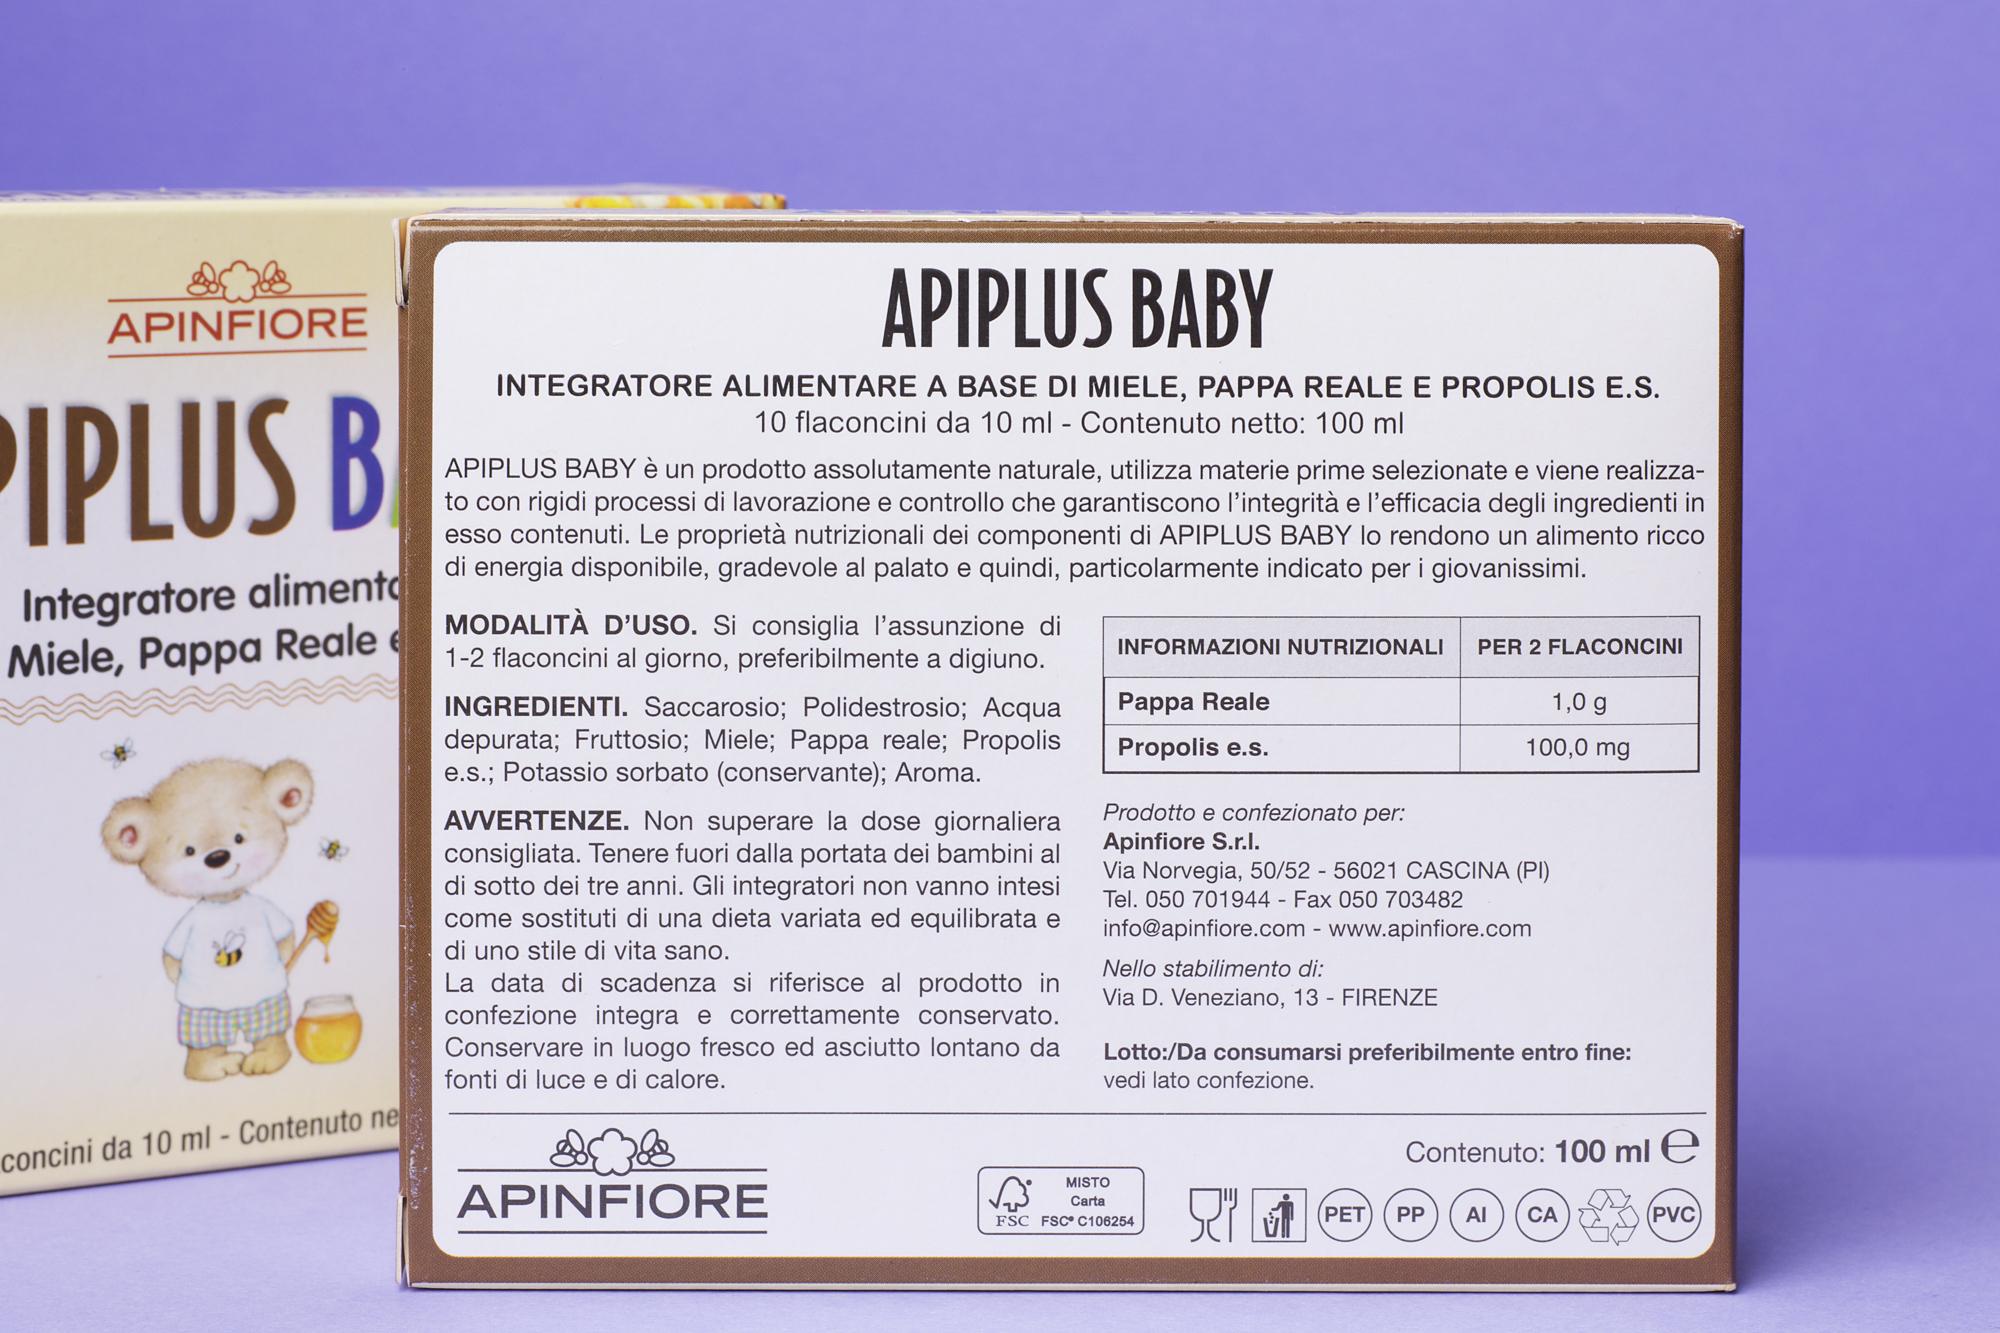 APINFIORE
PIPLUS B
Integratore
Miele, Pappa Reale
da 10 ml - Contenuto
APIPLUS BABY
INTEGRATORE ALIMENTARE A BASE DI MIELE, PAPPA REALE E PROPOLIS E.S.
10 flaconcini da 10 ml - Contenuto netto: 100 ml
APIPLUS BABY è un prodotto assolutamente naturale, utilizza materie prime selezionate e viene realizza-
to con rigidi processi di lavorazione e controllo che garantiscono l'integrità e l'efficacia degli ingredienti in
esso contenuti. Le proprietà nutrizionali dei componenti di APIPLUS BABY lo rendono un alimento ricco
di energia disponibile, gradevole al palato e quindi, particolarmente indicato per i giovanissimi.
MODALITÀ D'USO. Si consiglia l'assunzione di
1-2 flaconcini al giorno, preferibilmente a digiuno.
INGREDIENTI. Saccarosio; Polidestrosio; Acqua
depurata; Fruttosio; Miele; Pappa reale; Propolis
e.s.; Potassio sorbato (conservante); Aroma.
AVVERTENZE. Non superare la dose giornaliera
consigliata. Tenere fuori dalla portata dei bambini al
di sotto dei tre anni. Gli integratori non vanno intesi
come sostituti di una dieta variata ed equilibrata e
di uno stile di vita sano.
La data di scadenza si riferisce al prodotto in
confezione integra e correttamente conservato.
Conservare in luogo fresco ed asciutto lontano da
fonti di luce e di calore.
INFORMAZIONI NUTRIZIONALI PER 2 FLACONCINI
Pappa Reale 1,0 g
Propolis e.s. 100,0 mg
Prodotto e confezionato per:
Apinfiore S.r.l.
Via Norvegia, 50/52 - 56021 CASCINA (PI)
Tel. 050 701944 - Fax 050 703482
info@apinfiore.com - www.apinfiore.com
Nello stabilimento di:
Via D. Veneziano, 13 - FIRENZE
Lotto:/Da consumarsi preferibilmente entro fine:
vedi lato confezione.
Contenuto: 100 ml ℮
APINFIORE
MISTO
Carta
FSC FSC® C106254
PET PP Al CA PVC